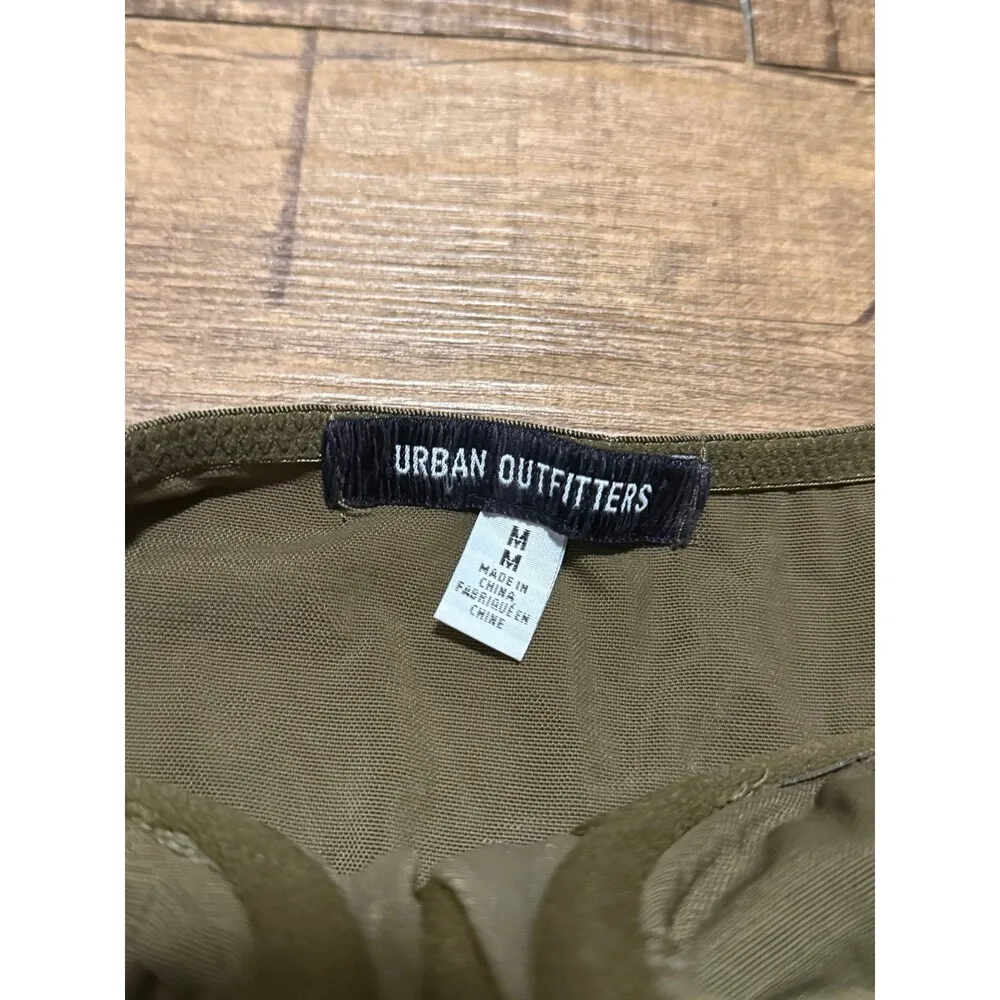 URBAN OUTFITTERS
M
M
MADE IN
CHINA
FABRIQUÉ EN
CHINE